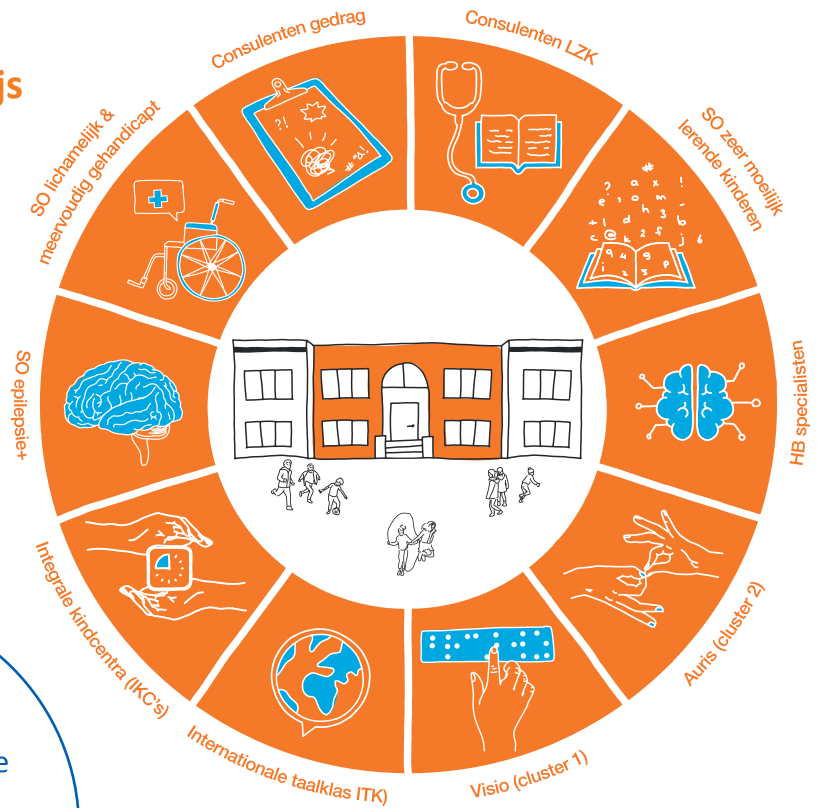 js
Consulenten gedrag
Consulenten LZK
SO zeer moeilijk
lerende kinderen
HB specialisten
Auris (cluster 2)
Visio (cluster 1)
Internationale taalklas ITK)
Integrale kindcentra (IKC's)
SO epilepsie+
SO lichamelijk &
meervoudig gehandicapt
e